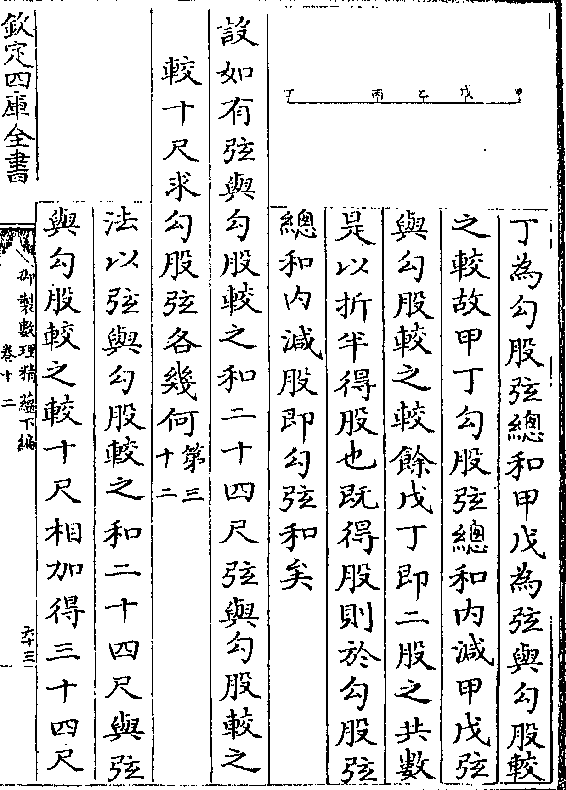 丁 丙 乙 戊 甲
丁為勾股弦總和甲戊為弦與勾股較
之較故甲丁勾股弦總和内減甲戊弦
與勾股較之較餘戊丁即二股之共數
是以折半得股也既得股則於勾股弦
總和内減股即勾弦和矣
設如有弦與勾股較之和二十四尺弦與勾股較之
較十尺求勾股弦各幾何第三
十二
法以弦與勾股較之和二十四尺與弦
與勾股較之較十尺相加得三十四尺
欽定四庫全書
御製數理精藴下編
卷十二
六十三